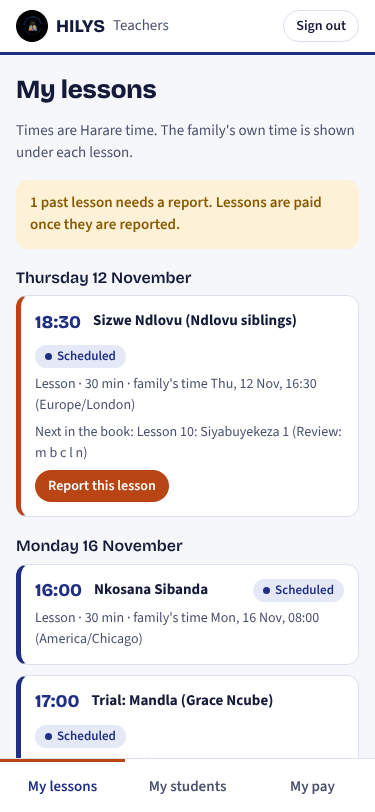 HILYS Teachers
Sign out
My lessons
Times are Harare time. The family's own time is shown
under each lesson.
1 past lesson needs a report. Lessons are paid
once they are reported.
Thursday 12 November
18:30 Sizwe Ndlovu (Ndlovu siblings)
Scheduled
Lesson · 30 min · family's time Thu, 12 Nov, 16:30
(Europe/London)
Next in the book: Lesson 10: Siyabuyekeza 1 (Review:
m b c l n)
Report this lesson
Monday 16 November
16:00 Nkosana Sibanda
Scheduled
Lesson · 30 min · family's time Mon, 16 Nov, 08:00
(America/Chicago)
17:00 Trial: Mandla (Grace Ncube)
Scheduled
My lessons
My students
My pay